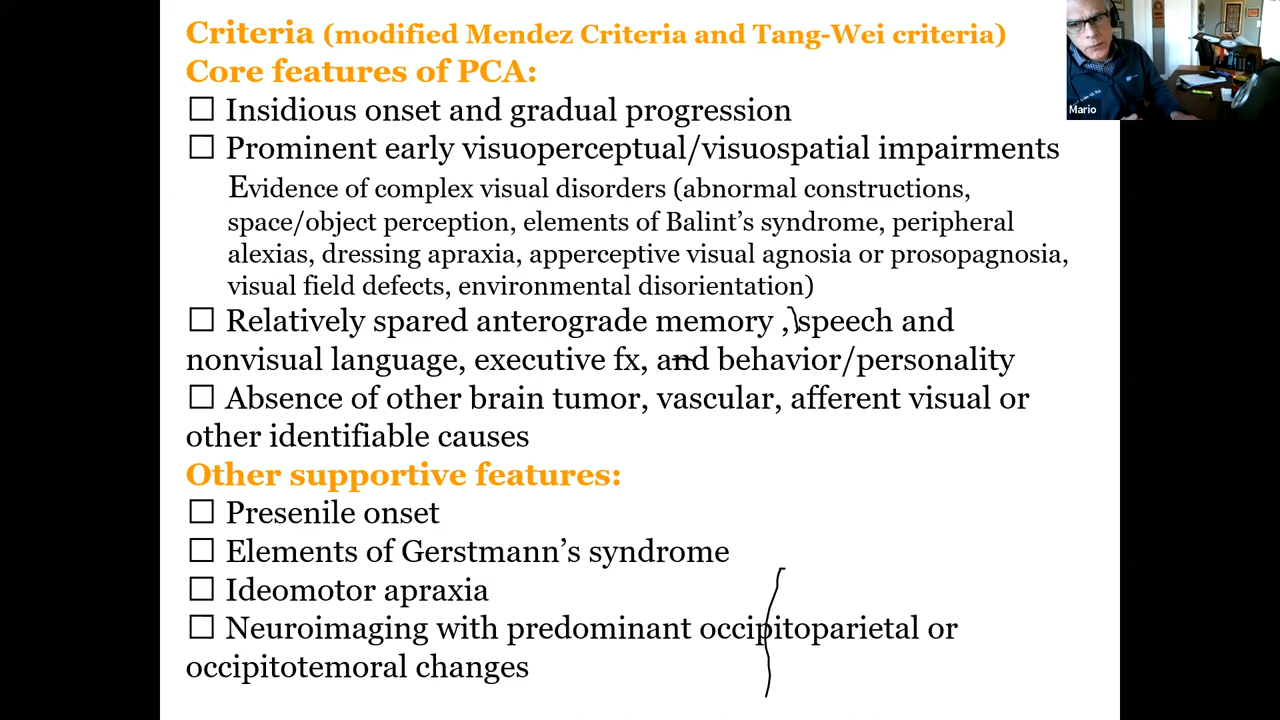 Criteria (modified Mendez Criteria and Tang-Wei criteria)
Core features of PCA:
☐ Insidious onset and gradual progression
☐ Prominent early visuoperceptual/visuospatial impairments
Evidence of complex visual disorders (abnormal constructions,
space/object perception, elements of Balint's syndrome, peripheral
alexias, dressing apraxia, apperceptive visual agnosia or prosopagnosia,
visual field defects, environmental disorientation)
☐ Relatively spared anterograde memory , speech and
nonvisual language, executive fx, and behavior/personality
☐ Absence of other brain tumor, vascular, afferent visual or
other identifiable causes
Other supportive features:
☐ Presenile onset
☐ Elements of Gerstmann's syndrome
☐ Ideomotor apraxia
☐ Neuroimaging with predominant occipitoparietal or
occipitotemoral changes
Mario